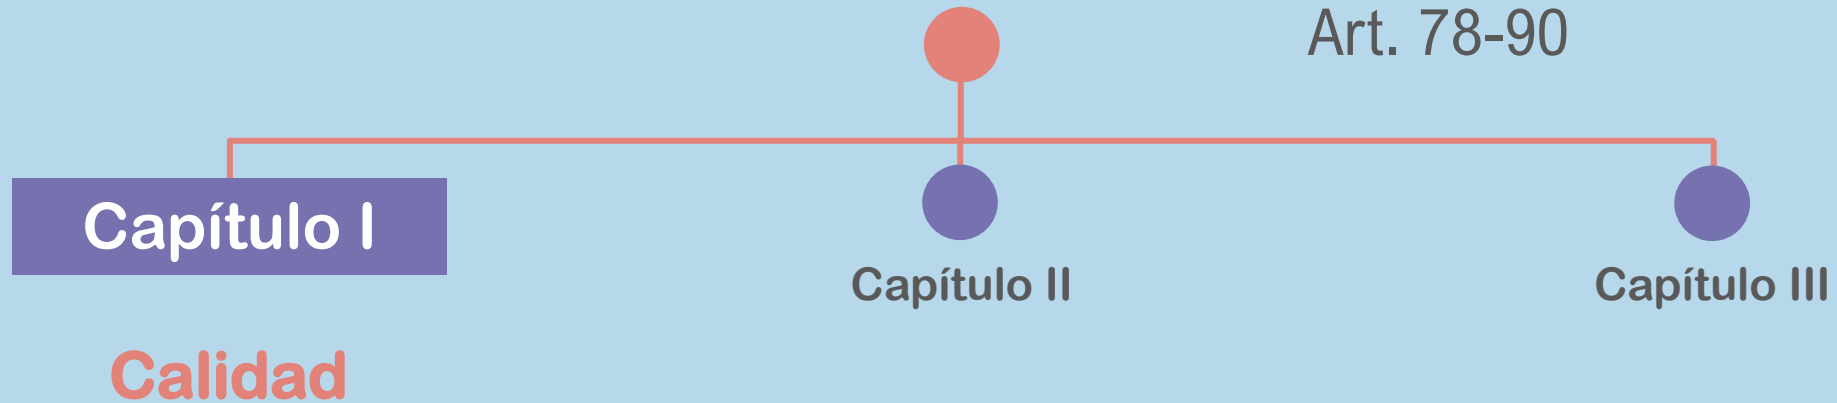 Art. 78-90
Capítulo I
Capítulo II
Capítulo III
Calidad